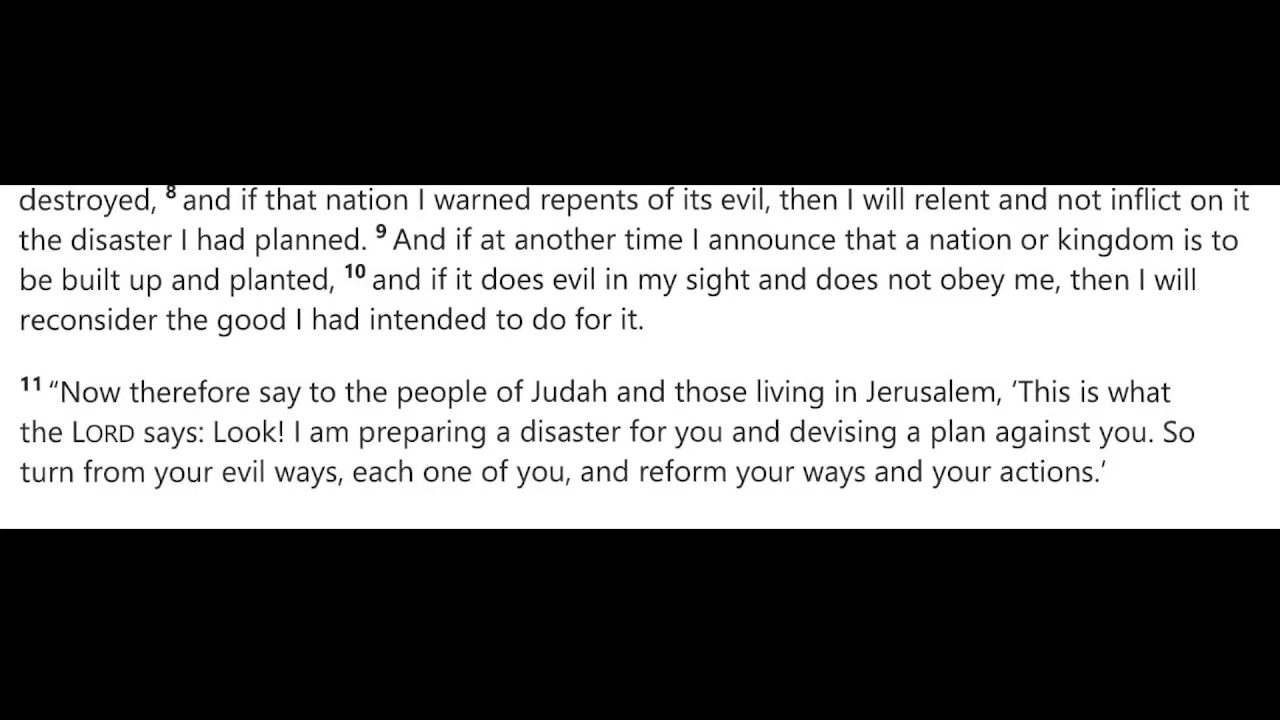 destroyed, 8 and if that nation I warned repents of its evil, then I will relent and not inflict on it
the disaster I had planned. 9 And if at another time I announce that a nation or kingdom is to
be built up and planted, 10 and if it does evil in my sight and does not obey me, then I will
reconsider the good I had intended to do for it.
11 “Now therefore say to the people of Judah and those living in Jerusalem, ‘This is what
the LORD says: Look! I am preparing a disaster for you and devising a plan against you. So
turn from your evil ways, each one of you, and reform your ways and your actions.’